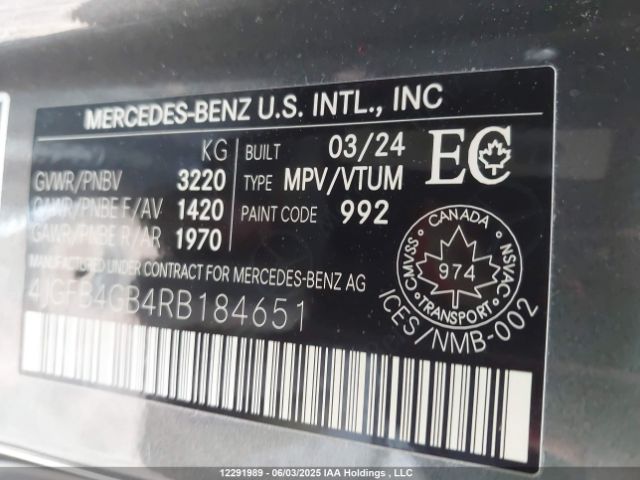 MERCEDES-BENZ U.S. INTL., INC
KG
GVWR/PNBV 3220
GAWR/PNBE F/AV 1420
GAWR/PNBE R/AR 1970
BUILT 03/24
TYPE MPV/VTUM
PAINT CODE 992
EC
MANUFACTURED UNDER CONTRACT FOR MERCEDES-BENZ AG
4JGFB4GB4RB184651
CANADA
CMVSS
974
NSVAC
TRANSPORT
ICES/NMB-002
12291989 - 06/03/2025 IAA Holdings , LLC